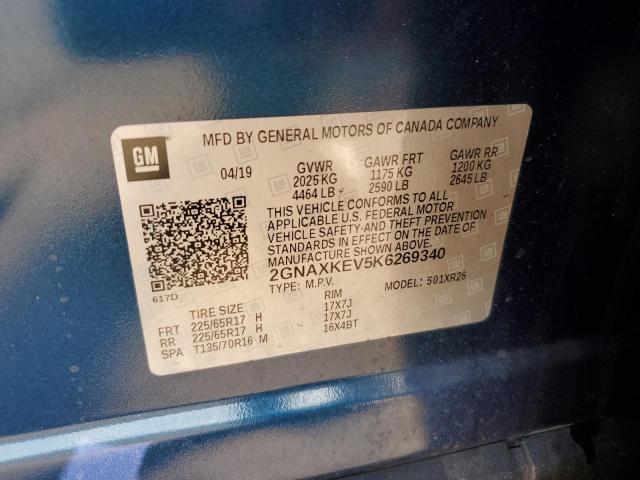 MFD BY GENERAL MOTORS OF CANADA COMPANY
GM
04/19 GVWR GAWR FRT GAWR RR
2025 KG 1175 KG 1200 KG
4464 LB 2590 LB 2645 LB
THIS VEHICLE CONFORMS TO ALL
APPLICABLE U.S. FEDERAL MOTOR
VEHICLE SAFETY AND THEFT PREVENTION
STANDARDS IN EFFECT ON THE DATE OF
MANUFACTURE SHOWN ABOVE.
2GNAXKEV5K6269340
617D
TYPE: M.P.V. MODEL: 501XR26
TIRE SIZE RIM
FRT 225/65R17 H 17X7J
RR 225/65R17 H 17X7J
SPA T135/70R16 M 16X4BT